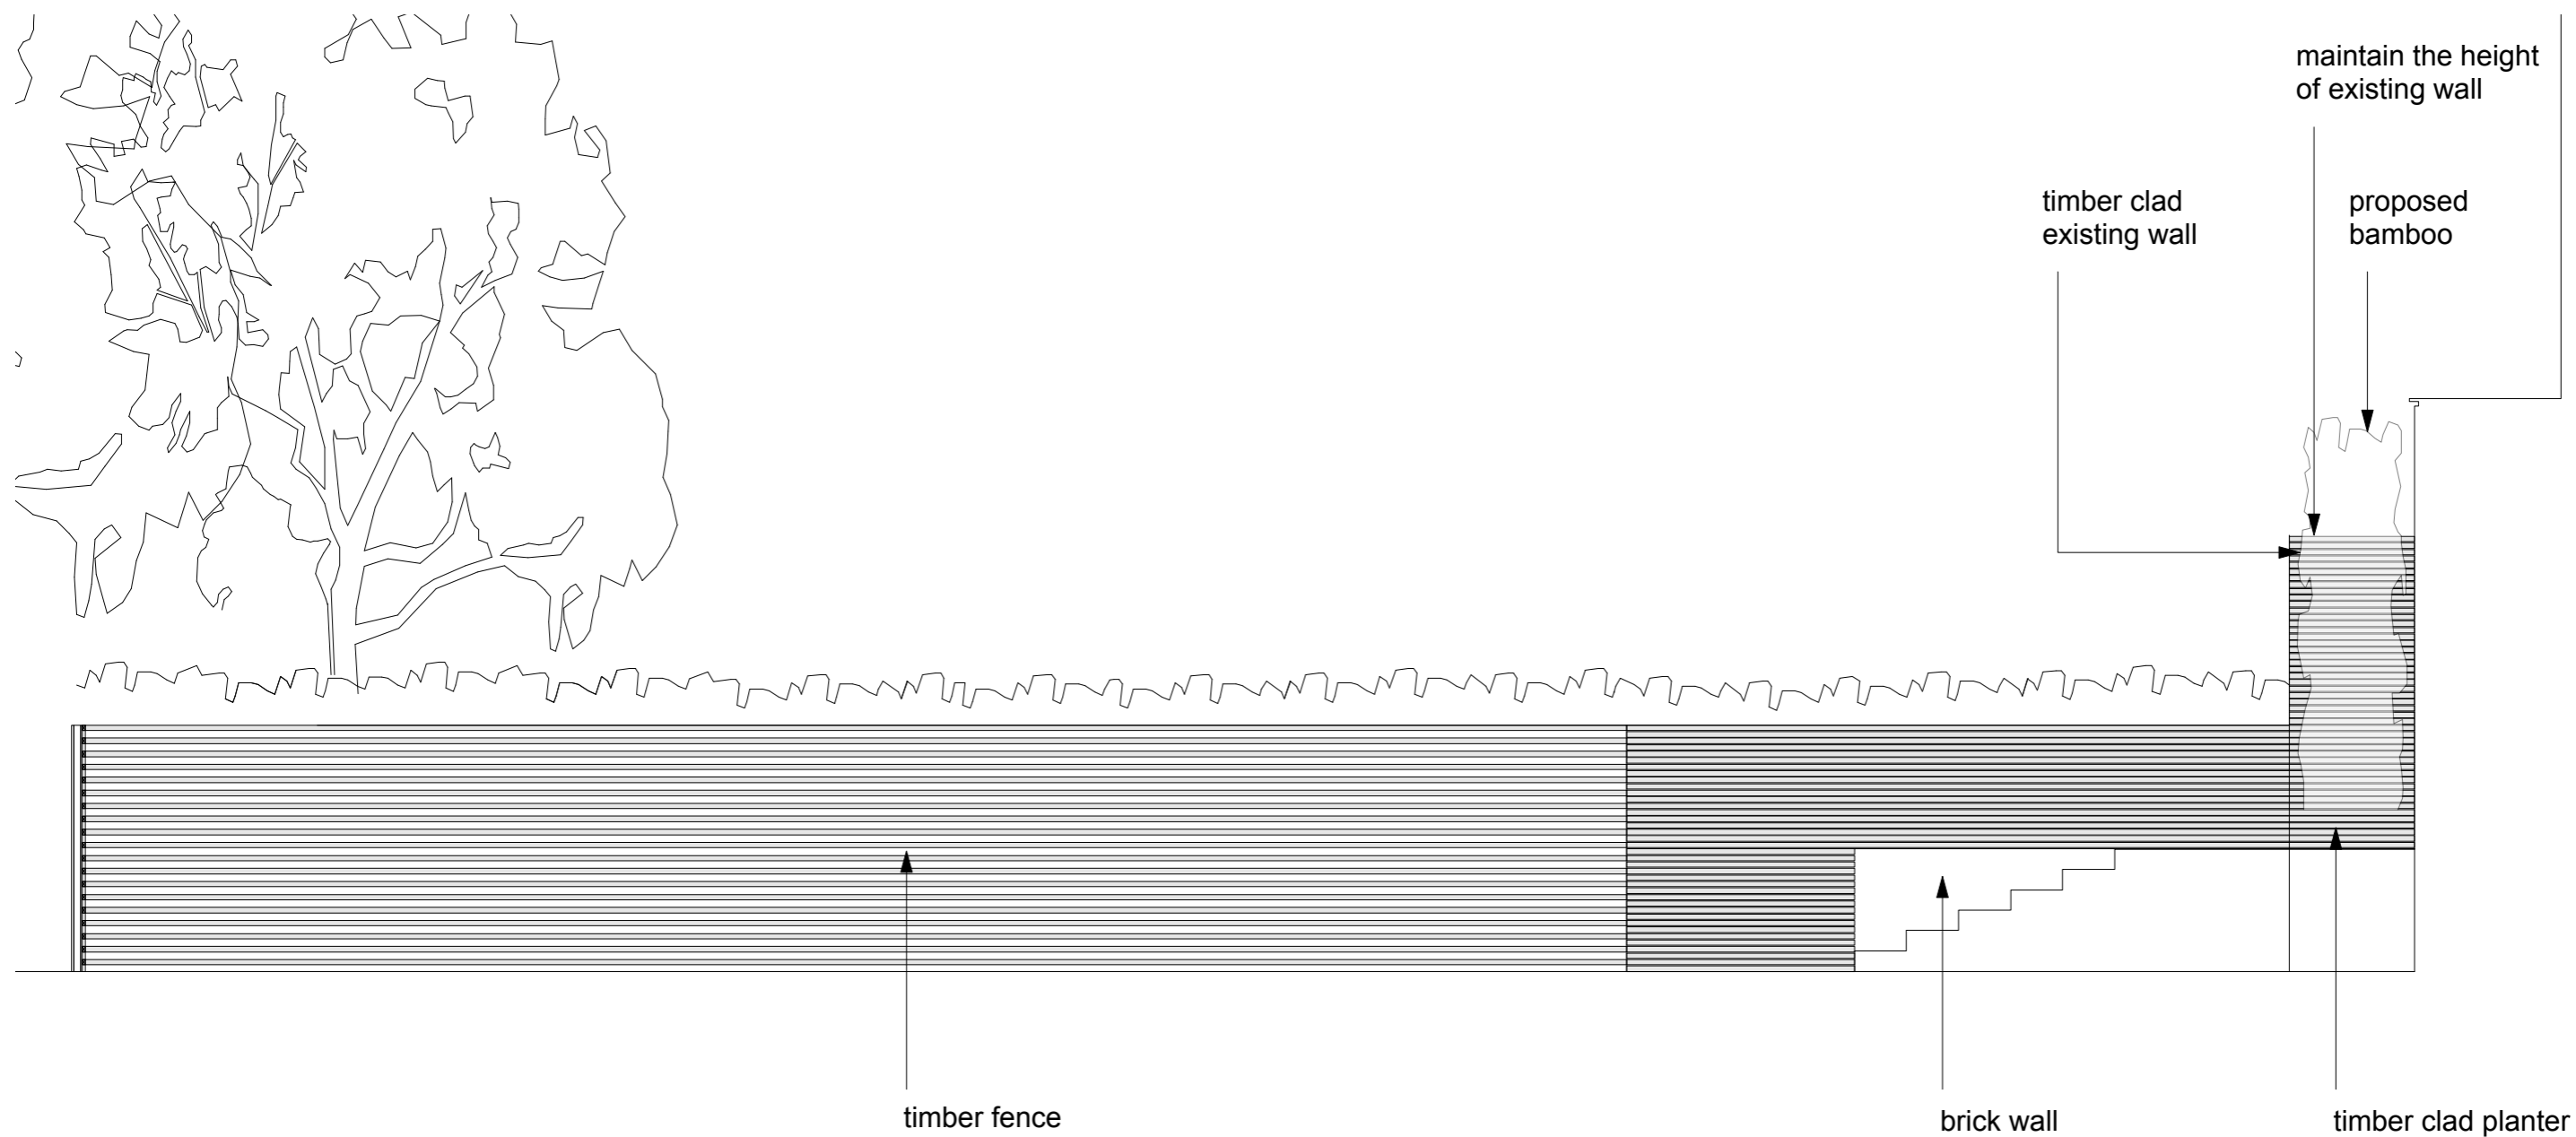 maintain the height
of existing wall
timber clad
existing wall
proposed
bamboo
timber fence
brick wall
timber clad planter